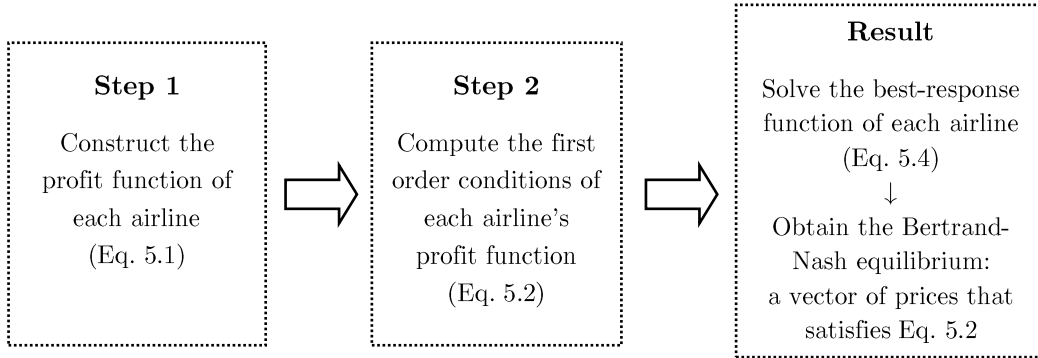 Step 1
Construct the
profit function of
each airline
(Eq. 5.1)
Step 2
Compute the first
order conditions of
each airline's
profit function
(Eq. 5.2)
Result
Solve the best-response
function of each airline
(Eq. 5.4)
↓
Obtain the Bertrand-
Nash equilibrium:
a vector of prices that
satisfies Eq. 5.2